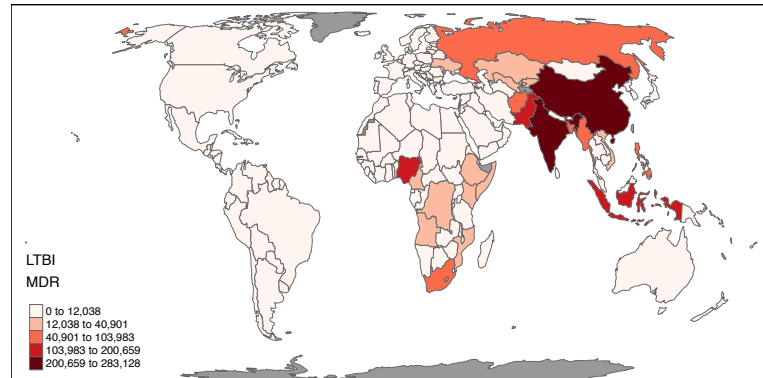 LTBI
MDR
0 to 12,038
12,038 to 40,901
40,901 to 103,983
103,983 to 200,659
200,659 to 283,128